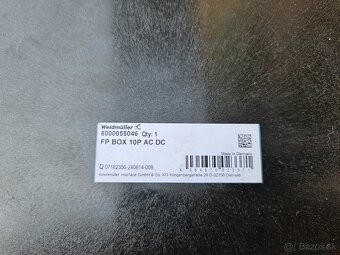 Weidmüller
8000055046 Qty: 1
FP BOX 10P AC DC
Made in Germany
Weidmüller Interface GmbH & Co. KG Klingenbergstraße 26 D-32758 Detmold
bazos.sk